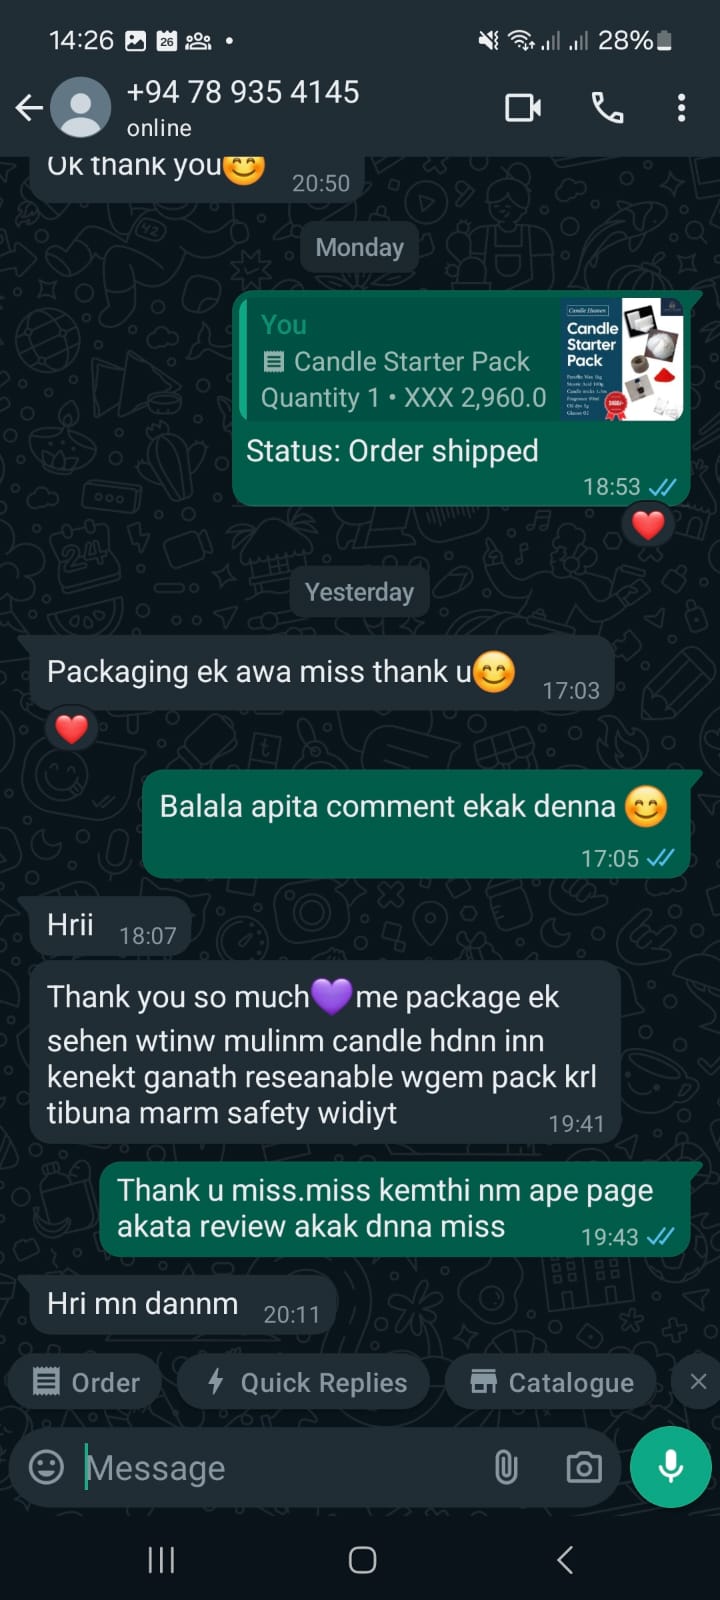 14:26
26
28%
+94 78 935 4145
online
Ok thank you😊
20:50
Monday
You
Candle Starter Pack
Quantity 1 • XXX 2,960.0
Candle Starter Pack
Status: Order shipped
18:53
Yesterday
Packaging ek awa miss thank u😊
17:03
Balala apita comment ekak denna 😊
17:05
Hrii
18:07
Thank you so much💜me package ek
sehen wtinw mulinm candle hdnn inn
kenekt ganath reseanable wgem pack krl
tibuna marm safety widiyt
19:41
Thank u miss.miss kemthi nm ape page
akata review akak dnna miss
19:43
Hri mn dannm
20:11
Order
Quick Replies
Catalogue
Message